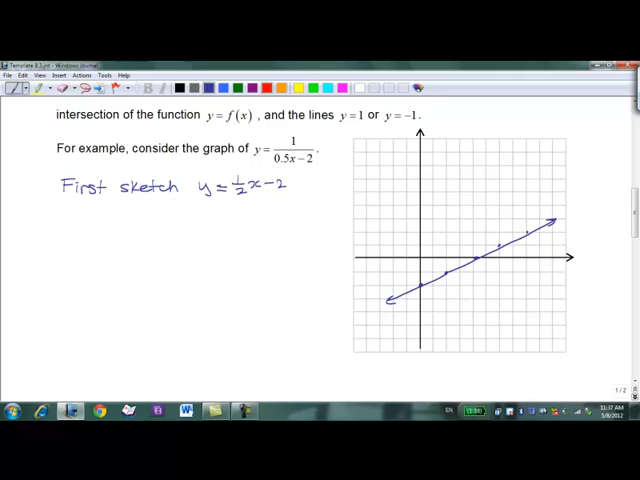 Template 8.3.jnt - Windows Journal
File Edit View Insert Actions Tools Help
intersection of the function y = f(x), and the lines y = 1 or y = −1.
For example, consider the graph of y = 1/(0.5x − 2).
First sketch y = 1/2 x − 2
1 / 2
EN
11:37 AM
5/8/2012